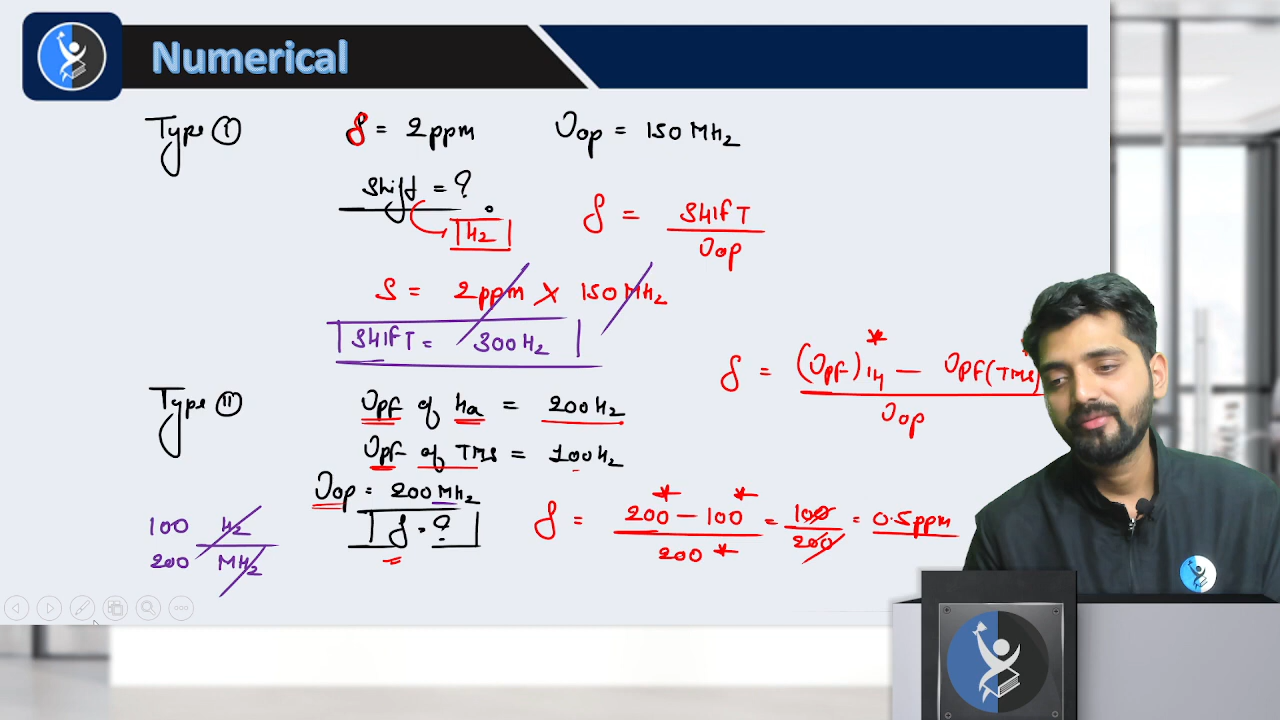 Numerical
Type ① δ = 2ppm νop = 150 MHz
Shift = ?
Hz
δ = SHIFT / νop
S = 2ppm × 150 MHz
SHIFT = 300 Hz
δ = (νpf)1H – νpf(TMS) / νop
Type ② νpf of Ha = 200 Hz
νpf of TMS = 100 Hz
νop = 200 MHz
δ = ?
δ = 200 – 100 / 200 = 100 / 200 = 0.5ppm
100 Hz
200 MHz